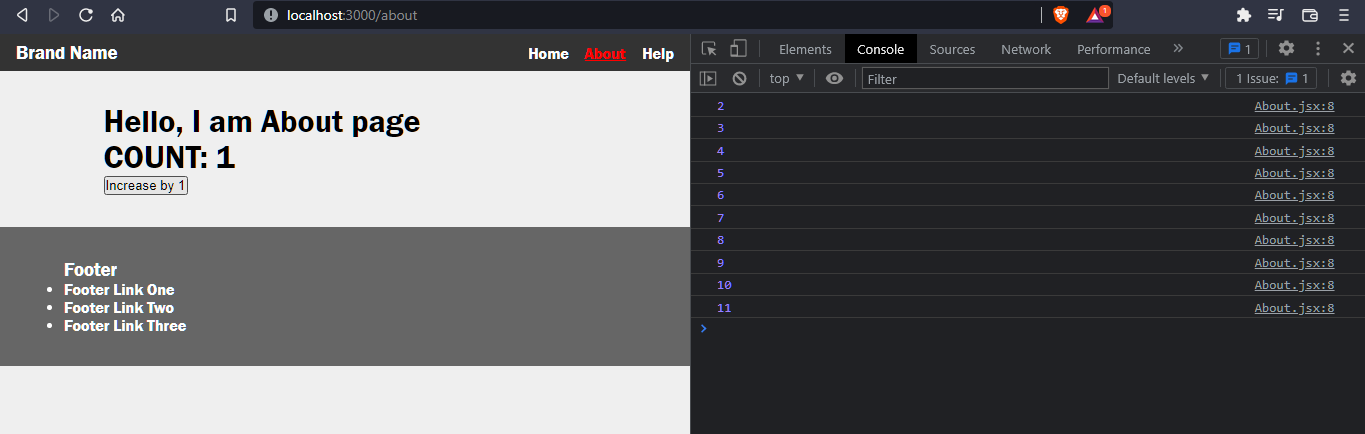 localhost:3000/about
1
Brand Name
Home About Help
Hello, I am About page
COUNT: 1
Increase by 1
Footer
Footer Link One
Footer Link Two
Footer Link Three
Elements Console Sources Network Performance » 1
top Filter Default levels 1 Issue: 1
2 About.jsx:8
3 About.jsx:8
4 About.jsx:8
5 About.jsx:8
6 About.jsx:8
7 About.jsx:8
8 About.jsx:8
9 About.jsx:8
10 About.jsx:8
11 About.jsx:8